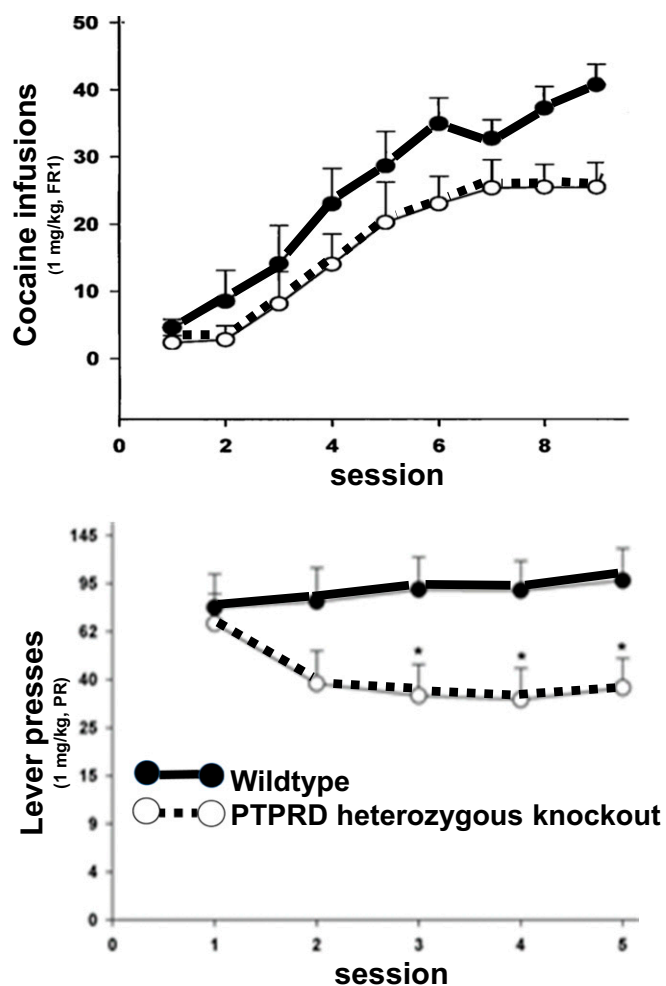 50
40
30
20
10
0
Cocaine infusions
(1 mg/kg, FR1)
0 2 4 6 8
session
145
95
62
40
25
15
9
4
0
Lever presses
(1 mg/kg, PR)
* * *
Wildtype
PTPRD heterozygous knockout
0 1 2 3 4 5
session